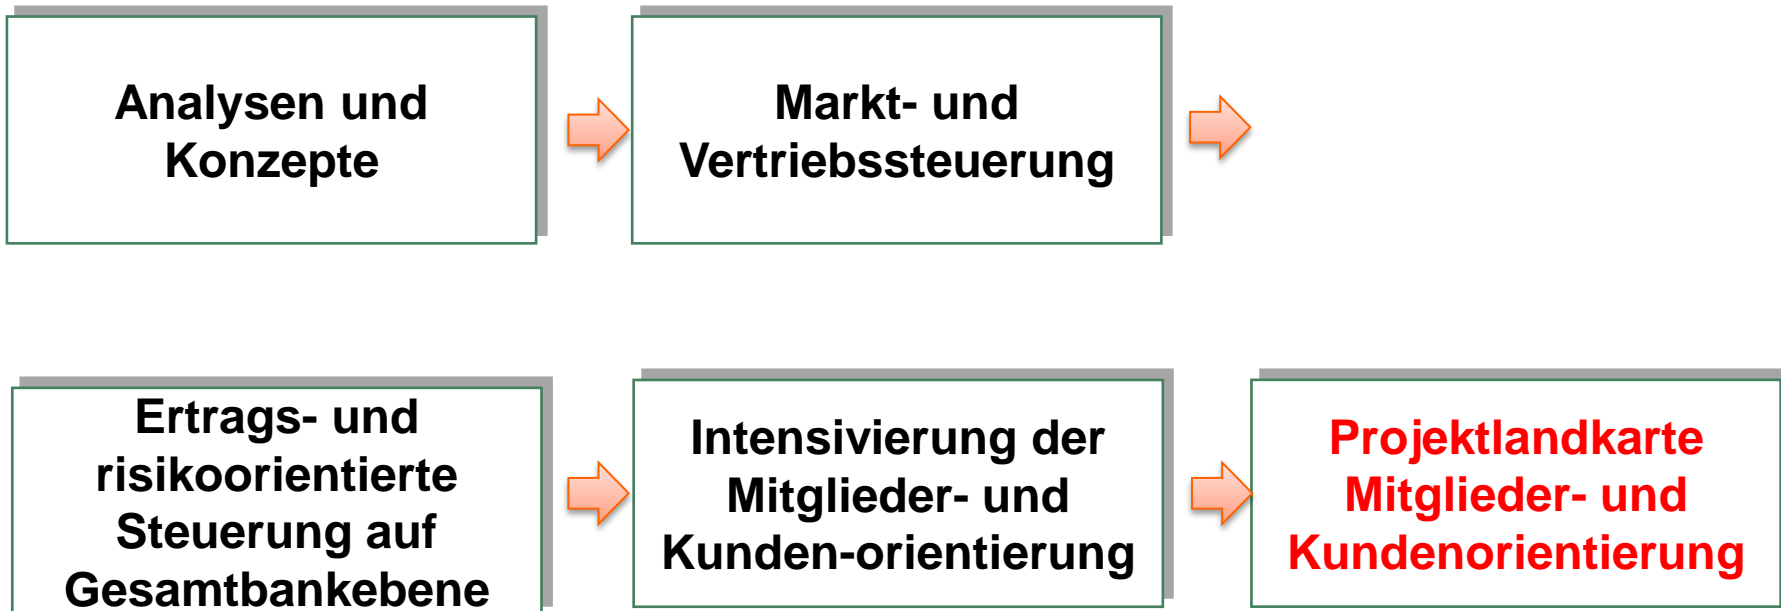 Analysen und
Konzepte
Markt- und
Vertriebssteuerung
Ertrags- und
risikoorientierte
Steuerung auf
Gesamtbankebene
Intensivierung der
Mitglieder- und
Kunden-orientierung
Projektlandkarte
Mitglieder- und
Kundenorientierung